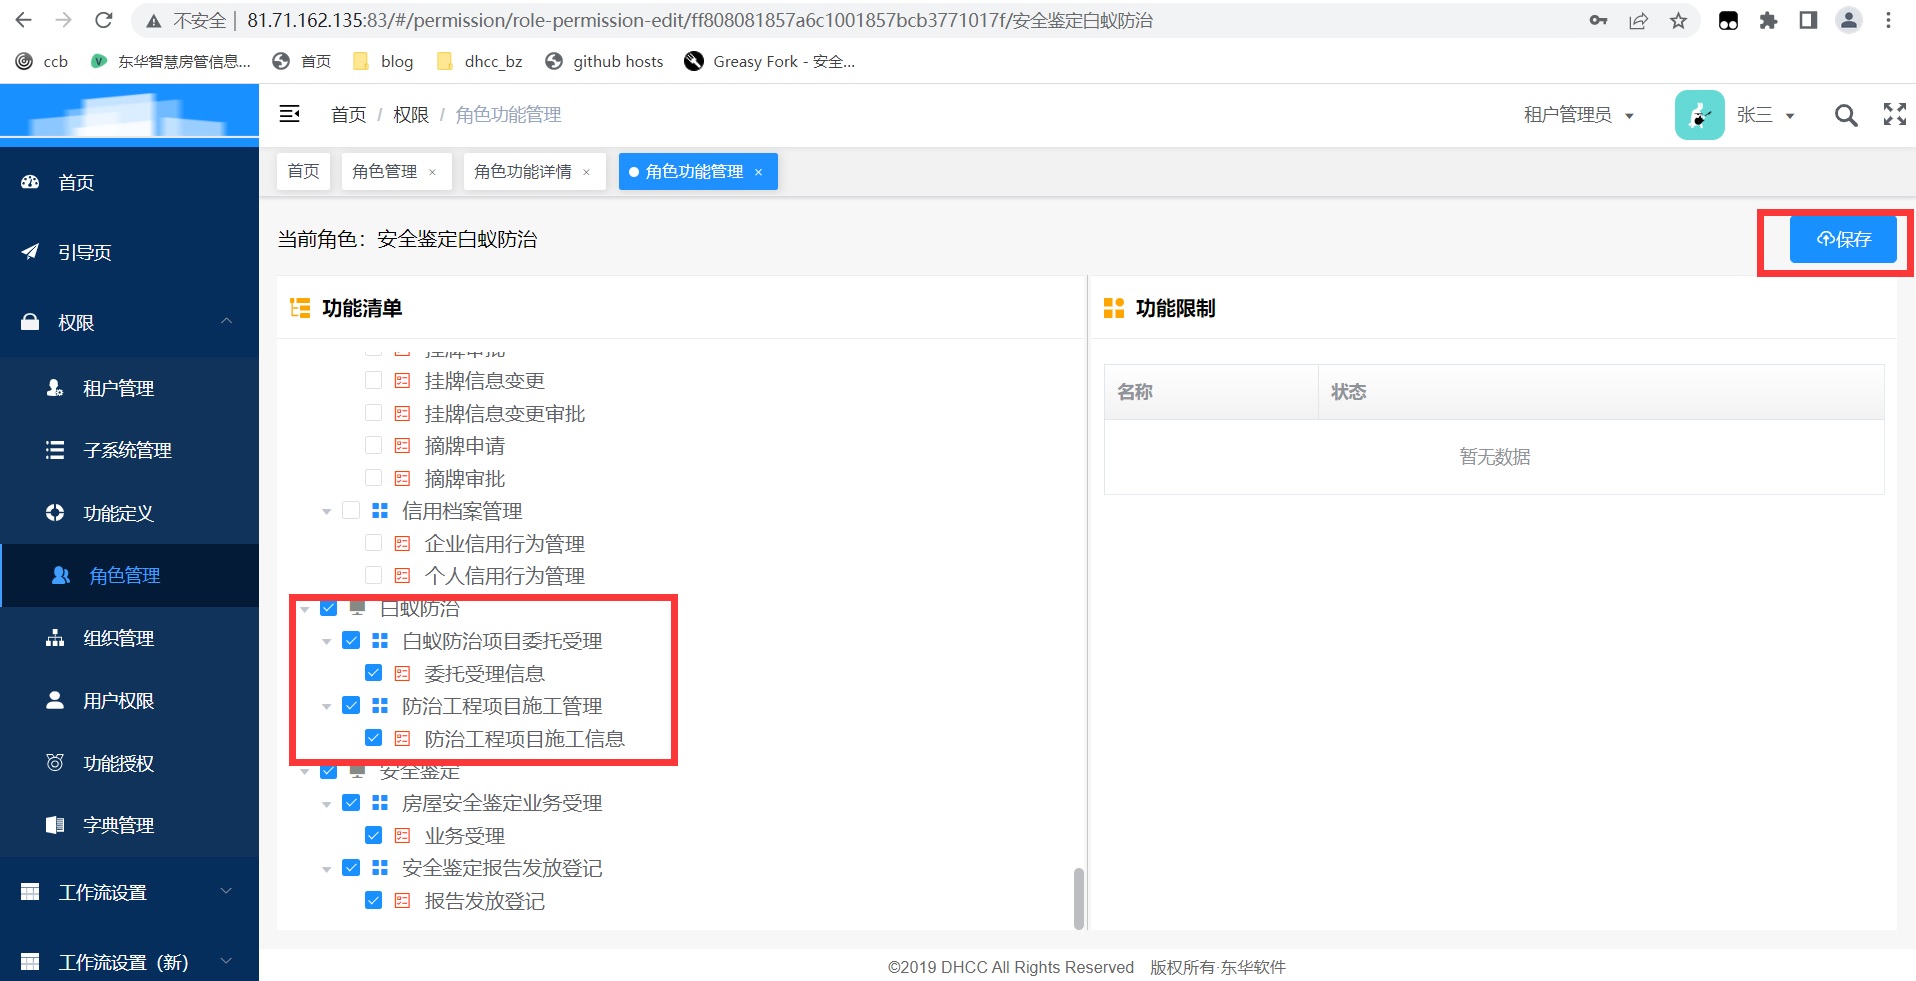 不安全 | 81.71.162.135:83/#/permission/role-permission-edit/ff808081857a6c1001857bcb3771017f/安全鉴定白蚁防治
ccb 东华智慧房管信息... 首页 blog dhcc_bz github hosts Greasy Fork - 安全...
首页 / 权限 / 角色功能管理
租户管理员 张三
首页 角色管理 × 角色功能详情 × 角色功能管理 ×
首页
引导页
权限
租户管理
子系统管理
功能定义
角色管理
组织管理
用户权限
功能授权
字典管理
工作流设置
工作流设置（新）
当前角色：安全鉴定白蚁防治
保存
功能清单
挂牌审批
挂牌信息变更
挂牌信息变更审批
摘牌申请
摘牌审批
信用档案管理
企业信用行为管理
个人信用行为管理
白蚁防治
白蚁防治项目委托受理
委托受理信息
防治工程项目施工管理
防治工程项目施工信息
安全鉴定
房屋安全鉴定业务受理
业务受理
安全鉴定报告发放登记
报告发放登记
功能限制
名称 状态
暂无数据
©2019 DHCC All Rights Reserved 版权所有·东华软件